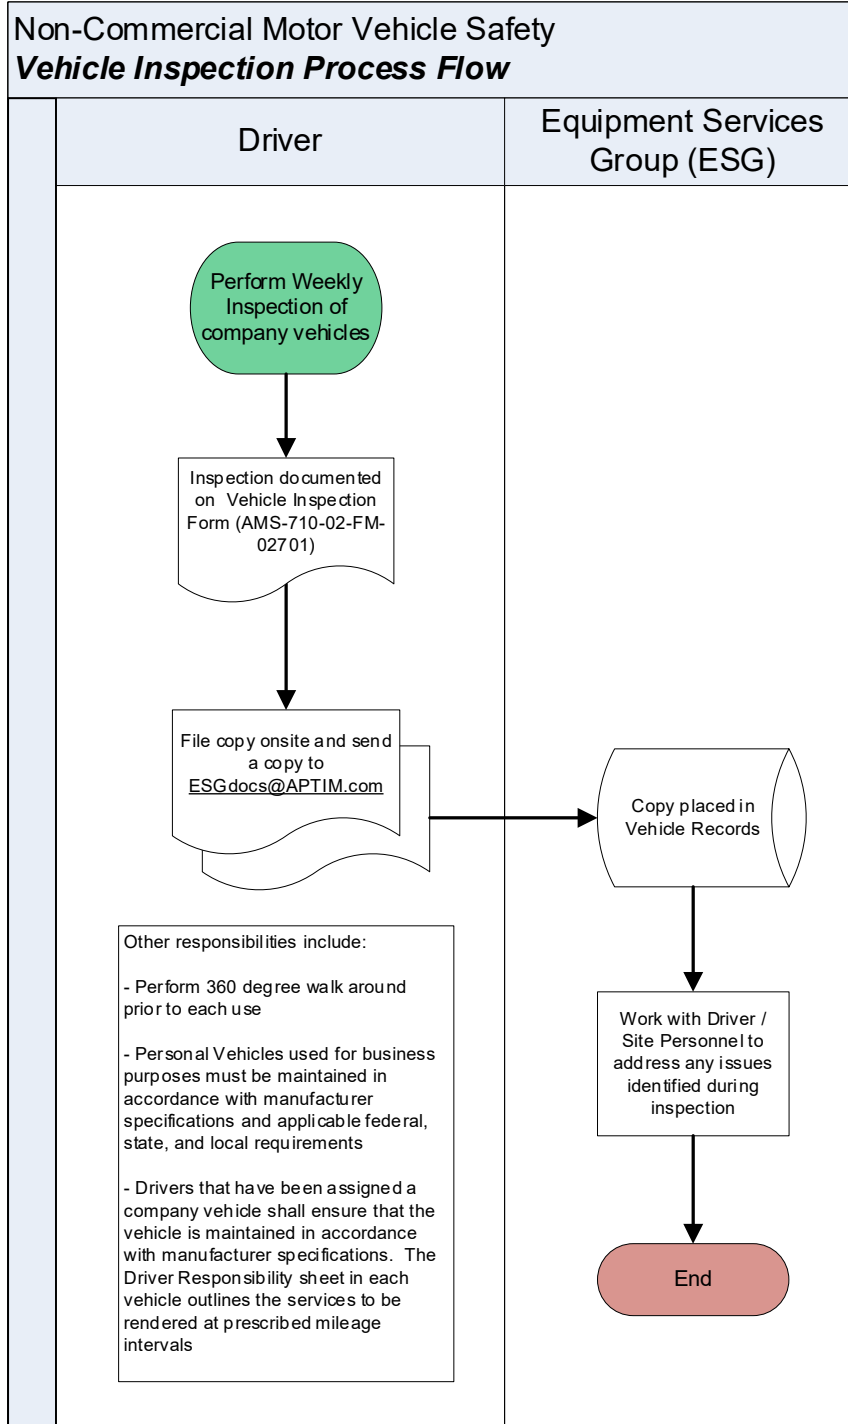 Non-Commercial Motor Vehicle Safety
Vehicle Inspection Process Flow
Driver
Equipment Services
Group (ESG)
Perform Weekly
Inspection of
company vehicles
Inspection documented
on Vehicle Inspection
Form (AMS-710-02-FM-
02701)
File copy onsite and send
a copy to
ESGdocs@APTIM.com
Copy placed in
Vehicle Records
Other responsibilities include:
- Perform 360 degree walk around
prior to each use
- Personal Vehicles used for business
purposes must be maintained in
accordance with manufacturer
specifications and applicable federal,
state, and local requirements
- Drivers that have been assigned a
company vehicle shall ensure that the
vehicle is maintained in accordance
with manufacturer specifications. The
Driver Responsibility sheet in each
vehicle outlines the services to be
rendered at prescribed mileage
intervals
Work with Driver /
Site Personnel to
address any issues
identified during
inspection
End